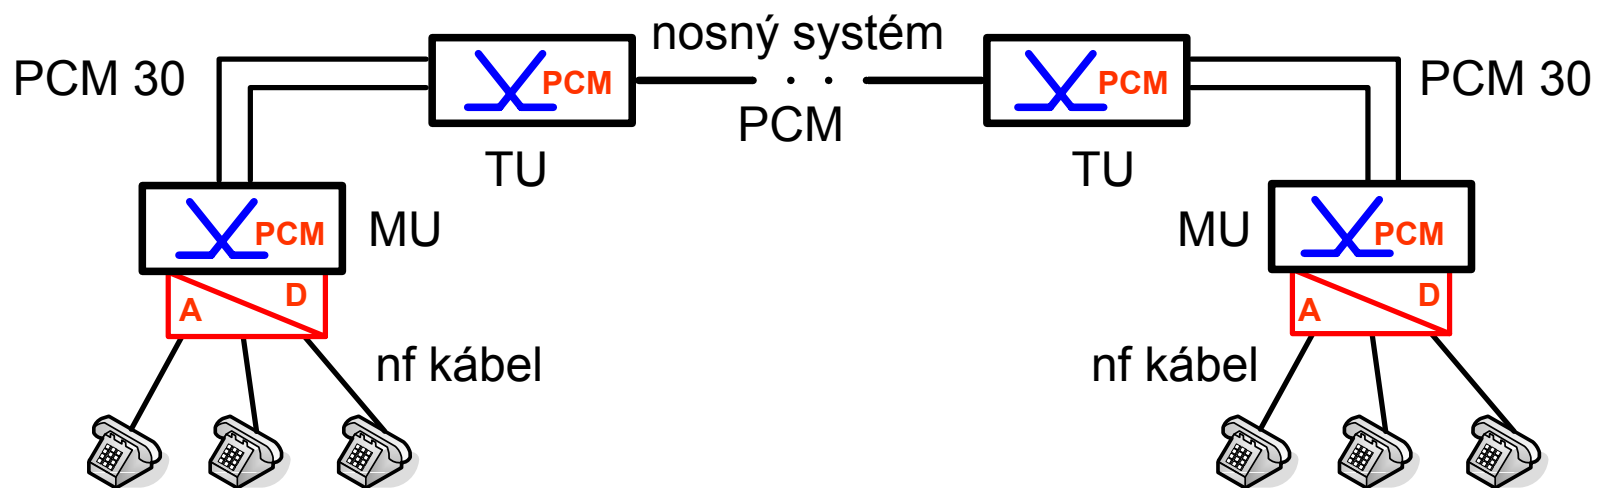 nosný systém
PCM 30
PCM
PCM
PCM 30
PCM
TU
TU
PCM
MU
MU
PCM
A
D
A
D
nf kábel
nf kábel